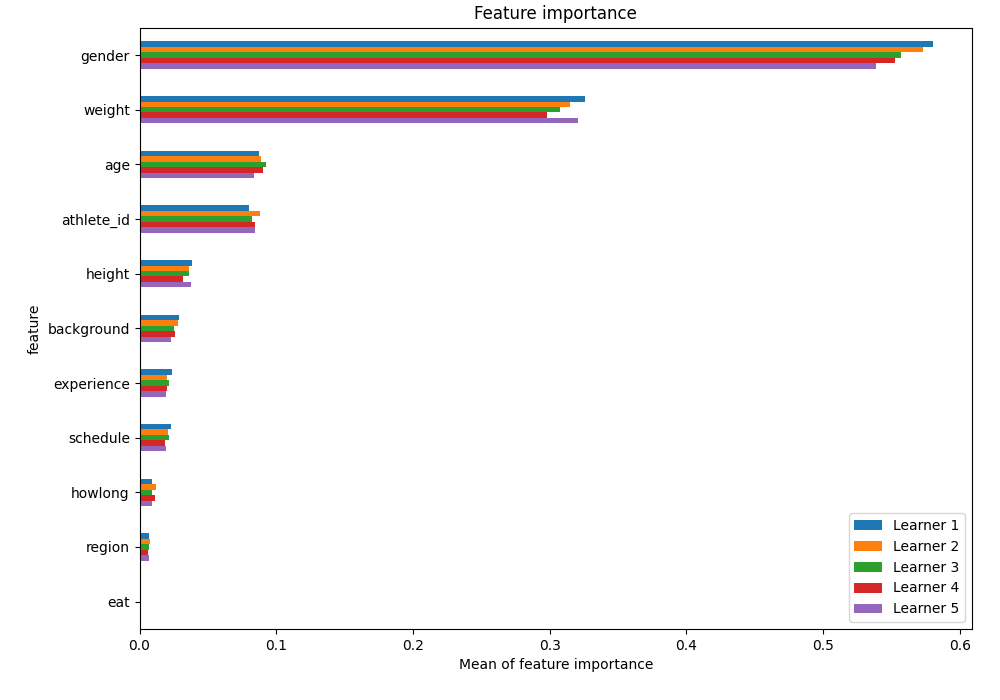 Feature importance
gender
weight
age
athlete_id
height
background
experience
schedule
howlong
region
eat
feature
0.0 0.1 0.2 0.3 0.4 0.5 0.6
Mean of feature importance
Learner 1
Learner 2
Learner 3
Learner 4
Learner 5